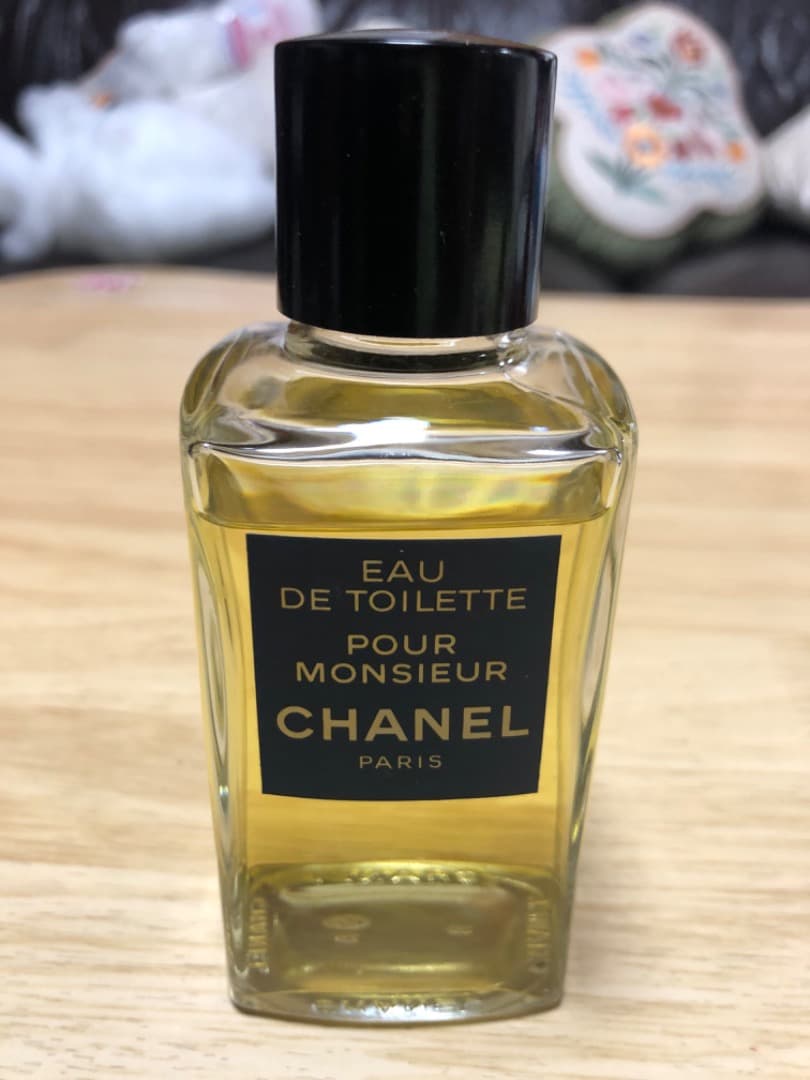 EAU
DE TOILETTE
POUR
MONSIEUR
CHANEL
PARIS